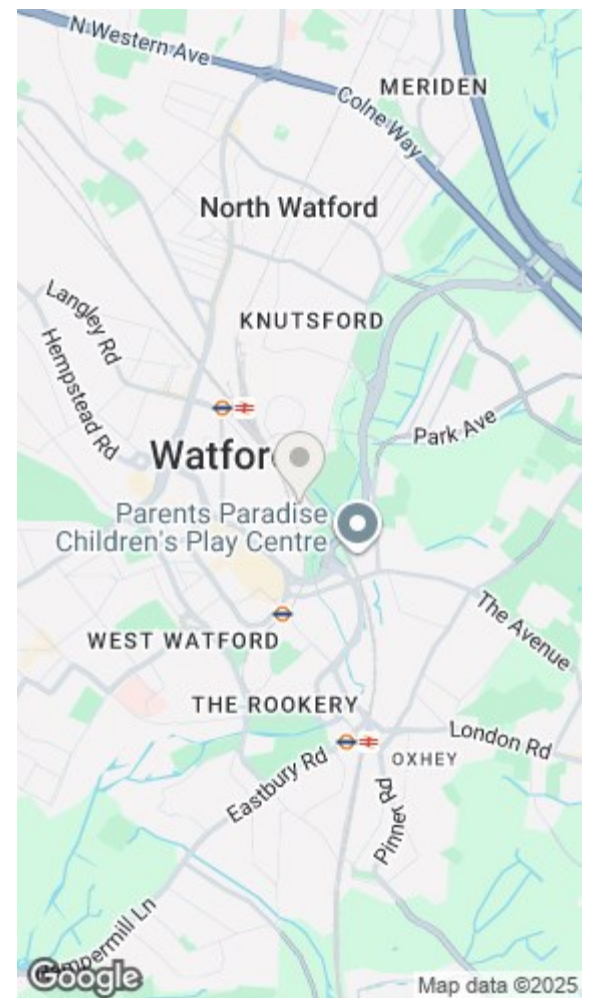 N Western Ave
MERIDEN
Colne Way
North Watford
KNUTSFORD
Langley Rd
Hempstead Rd
Park Ave
Parents Paradise
Children's Play Centre
WEST WATFORD
The Avenue
THE ROOKERY
London Rd
OXHEY
Eastbury Rd
Pinner Rd
Google
Map data ©2025